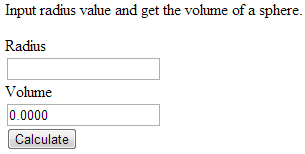 Input radius value and get the volume of a sphere.
Radius
Volume
0.0000
Calculate